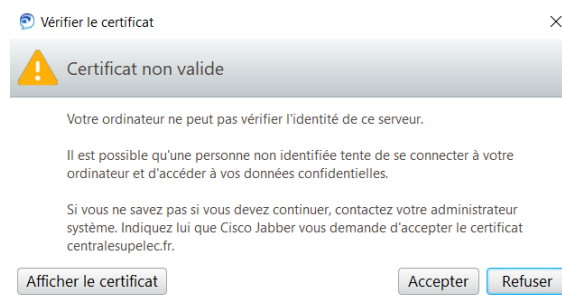 Vérifier le certificat
Certificat non valide
Votre ordinateur ne peut pas vérifier l'identité de ce serveur.
Il est possible qu'une personne non identifiée tente de se connecter à votre
ordinateur et d'accéder à vos données confidentielles.
Si vous ne savez pas si vous devez continuer, contactez votre administrateur
système. Indiquez lui que Cisco Jabber vous demande d'accepter le certificat
centralesupelec.fr.
Afficher le certificat Accepter Refuser